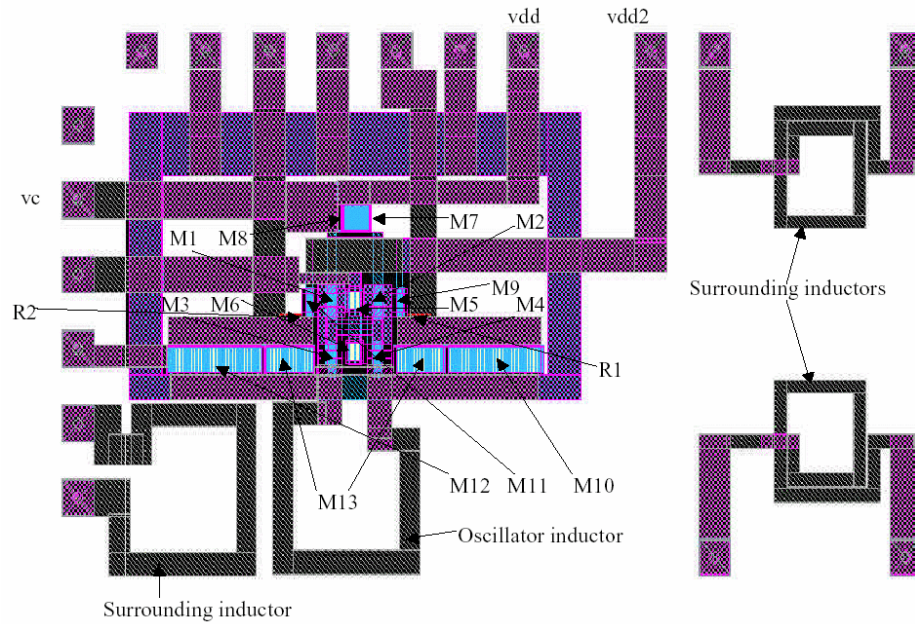 vdd vdd2
vc
M1 M8 M7 M2
M9
Surrounding inductors
R2 M3 M6 M5 M4
R1
M13 M12 M11 M10
Oscillator inductor
Surrounding inductor